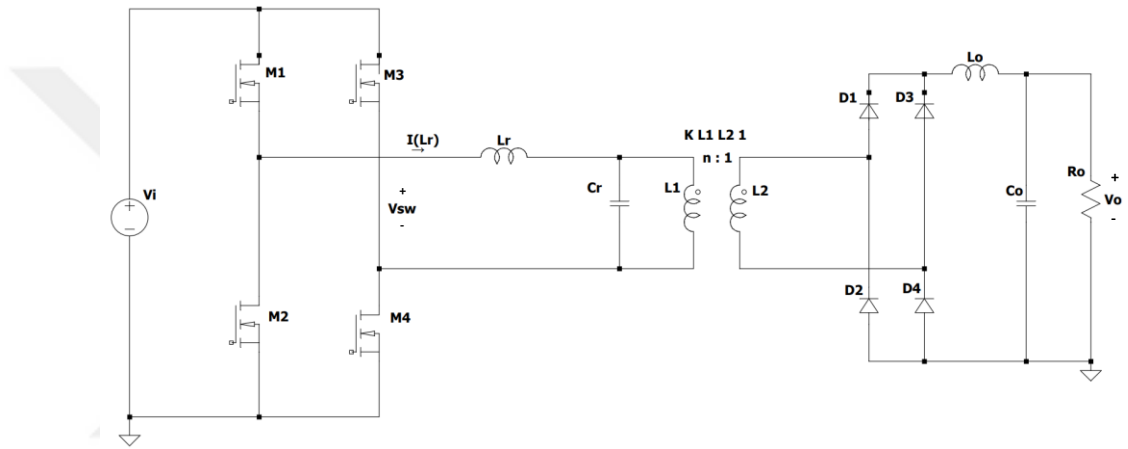 Lo
M1
M3
D1
D3
K L1 L2 1
n : 1
I(Lr)
→
Lr
Vi
+
Vsw
-
Cr
L1
L2
Co
Ro
+
Vo
-
M2
M4
D2
D4